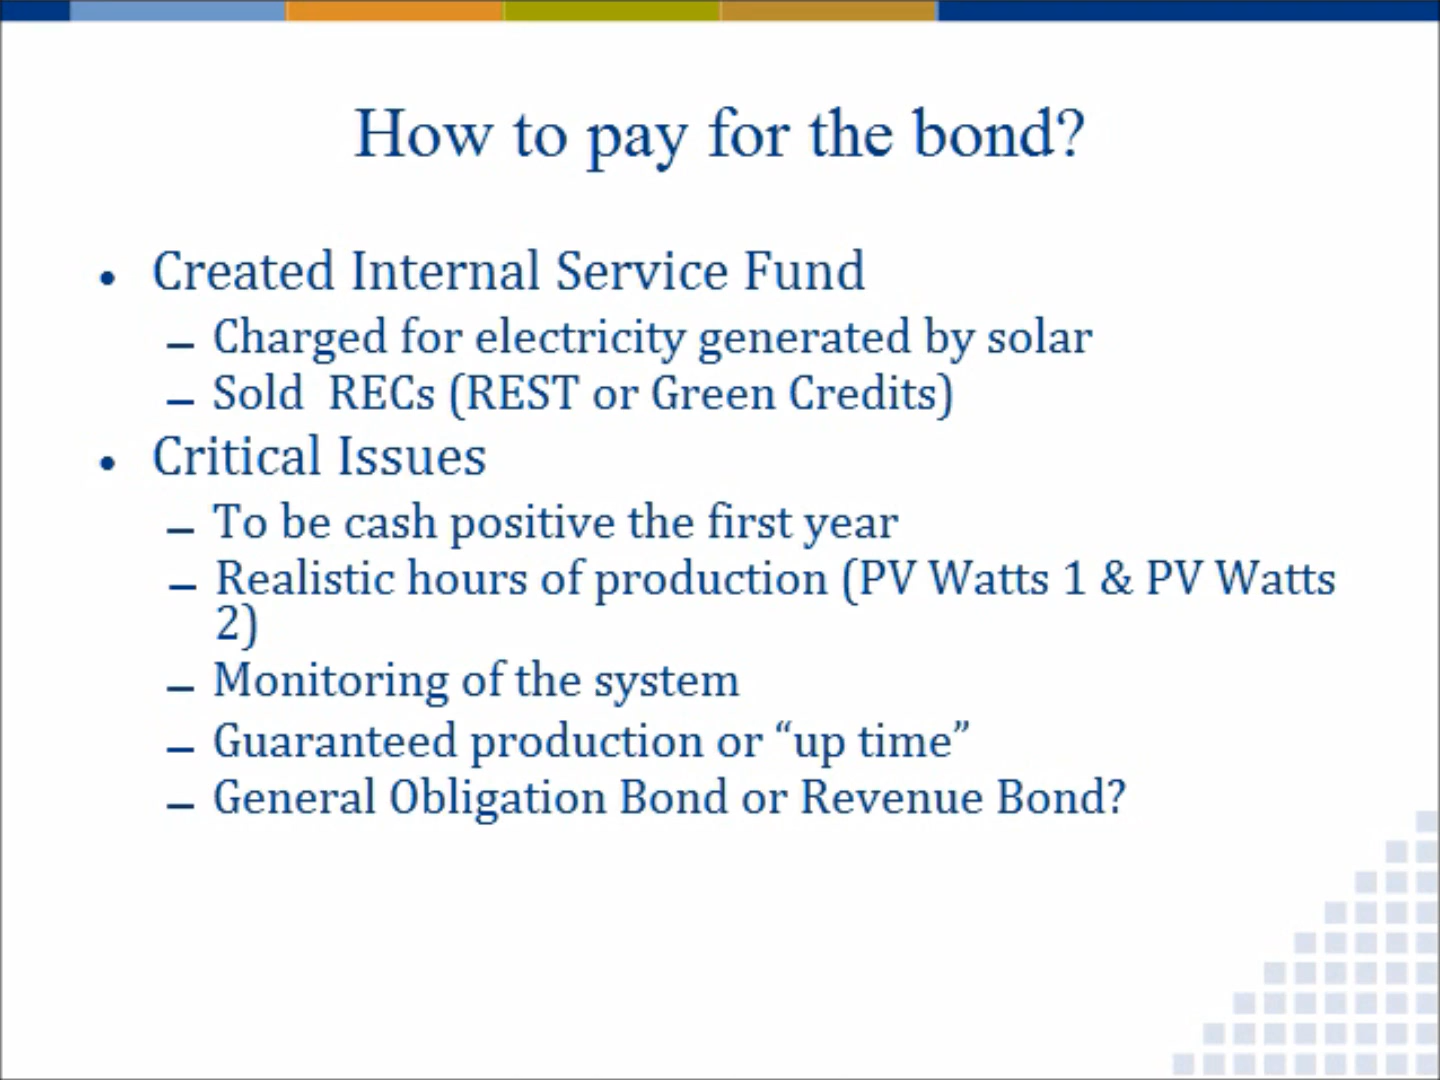 How to pay for the bond?
• Created Internal Service Fund
– Charged for electricity generated by solar
– Sold  RECs (REST or Green Credits)
• Critical Issues
– To be cash positive the first year
– Realistic hours of production (PV Watts 1 & PV Watts
2)
– Monitoring of the system
– Guaranteed production or “up time”
– General Obligation Bond or Revenue Bond?